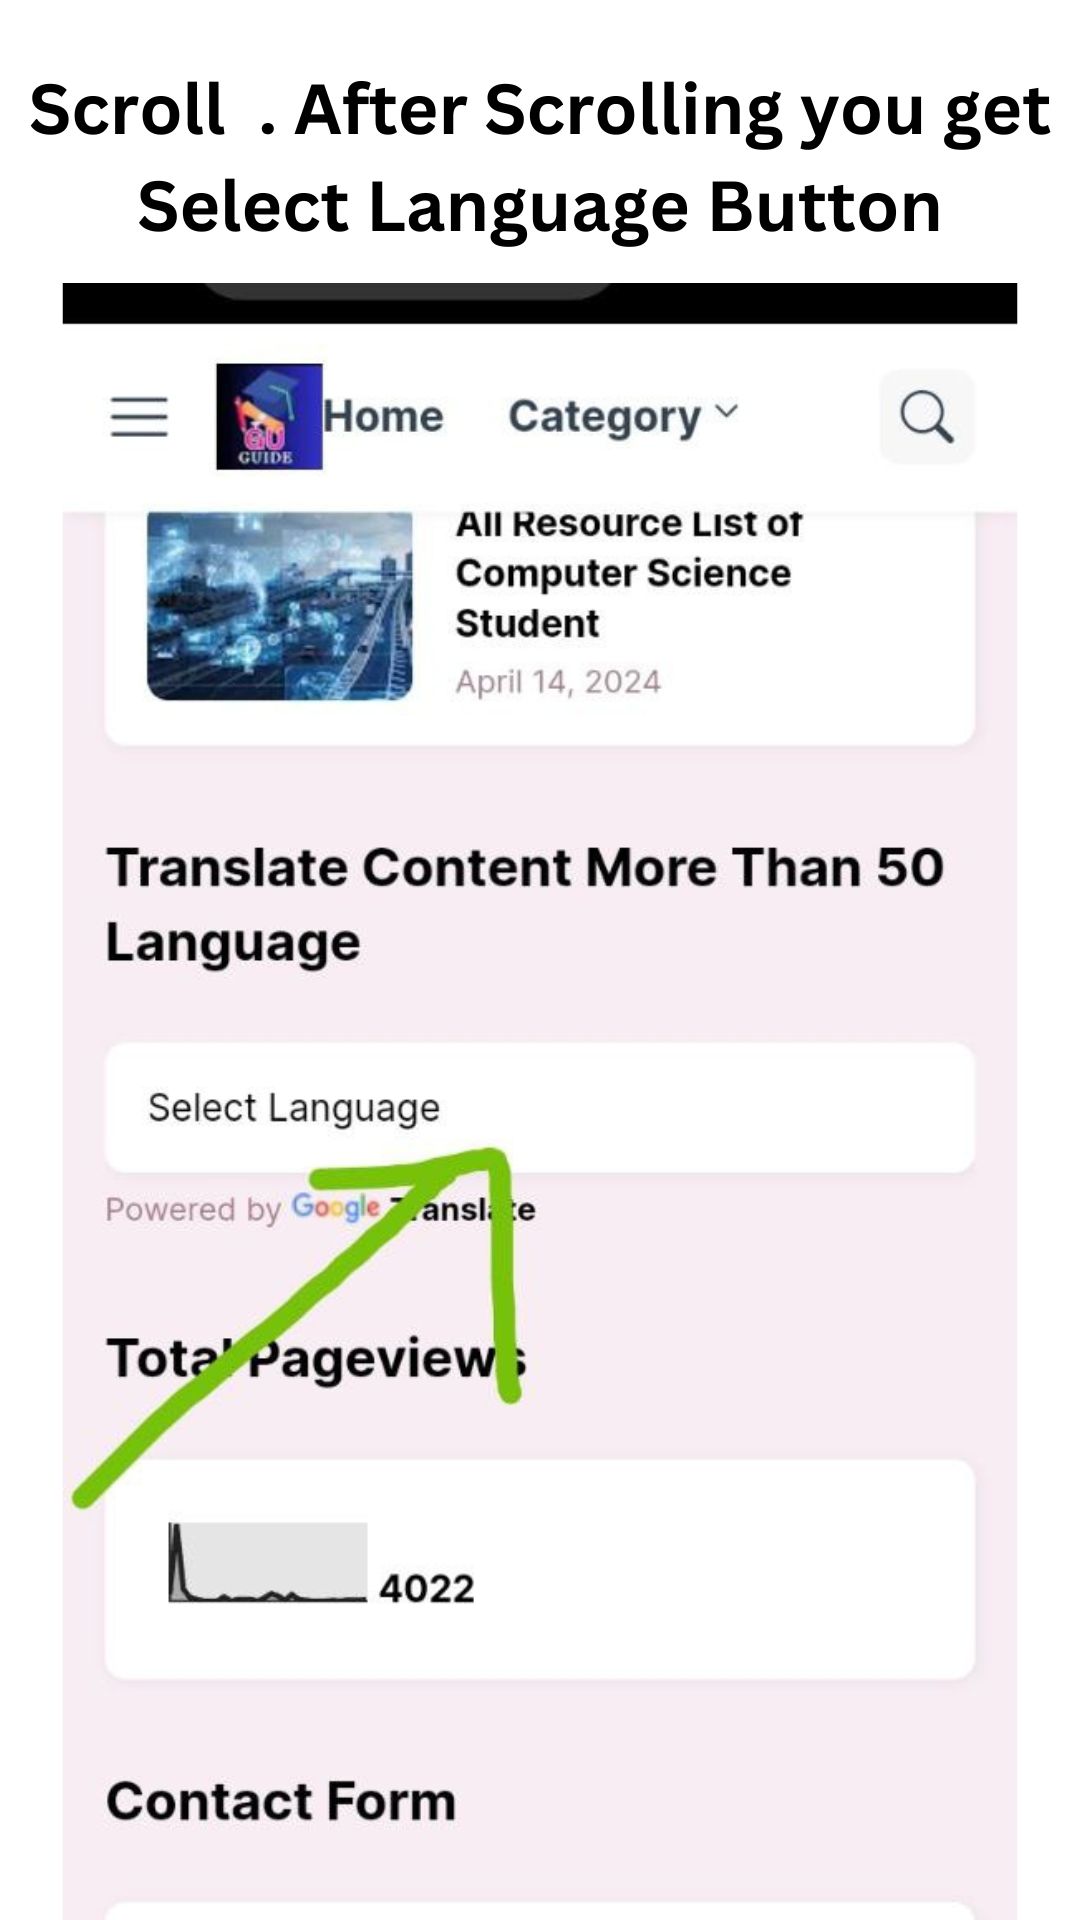 Scroll  . After Scrolling you get
Select Language Button
GU
GUIDE
Home
Category
All Resource List of
Computer Science
Student
April 14, 2024
Translate Content More Than 50
Language
Select Language
Powered by Google Translate
Total Pageviews
4022
Contact Form